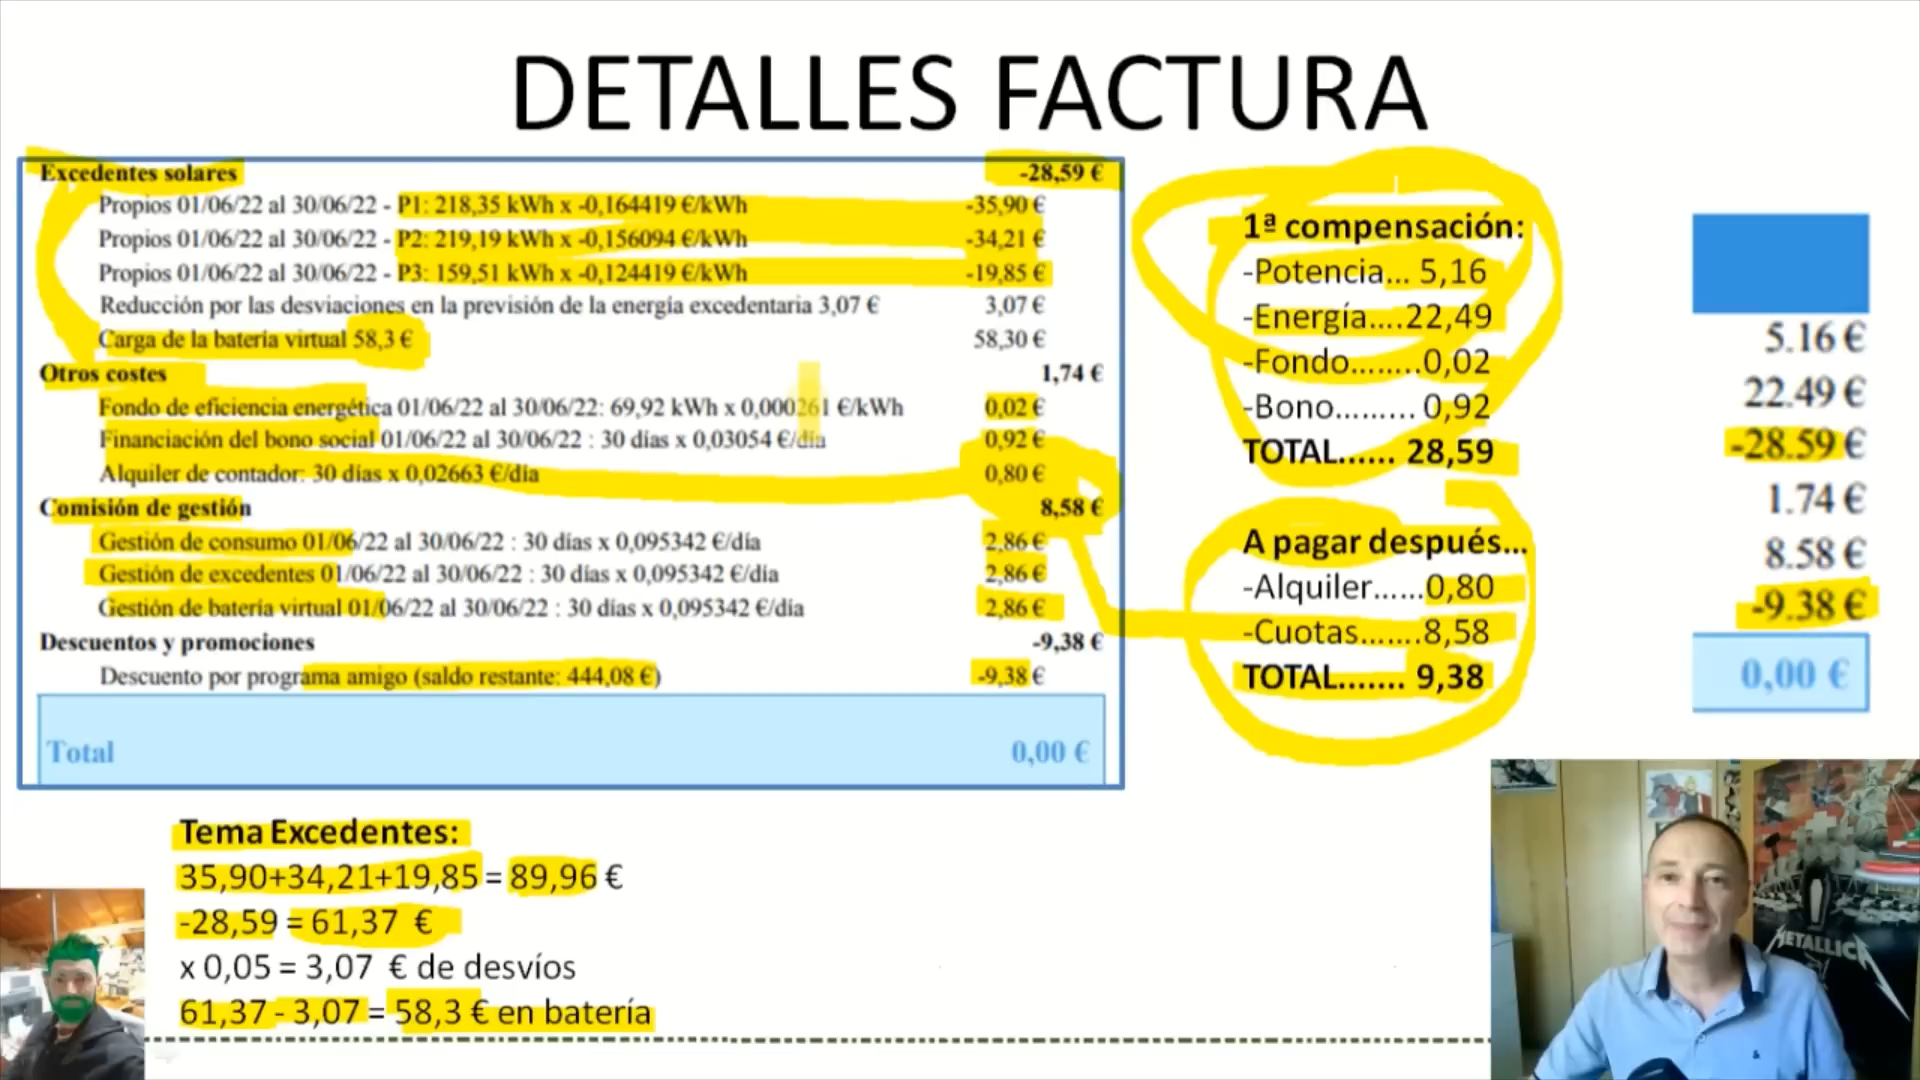 DETALLES FACTURA
Excedentes solares -28,59 €
Propios 01/06/22 al 30/06/22 - P1: 218,35 kWh x -0,164419 €/kWh -35,90 €
Propios 01/06/22 al 30/06/22 - P2: 219,19 kWh x -0,156094 €/kWh -34,21 €
Propios 01/06/22 al 30/06/22 - P3: 159,51 kWh x -0,124419 €/kWh -19,85 €
Reducción por las desviaciones en la previsión de la energía excedentaria 3,07 € 3,07 €
Carga de la batería virtual 58,3 € 58,30 €
Otros costes 1,74 €
Fondo de eficiencia energética 01/06/22 al 30/06/22: 69,92 kWh x 0,000261 €/kWh 0,02 €
Financiación del bono social 01/06/22 al 30/06/22 : 30 días x 0,03054 €/día 0,92 €
Alquiler de contador: 30 días x 0,02663 €/día 0,80 €
Comisión de gestión 8,58 €
Gestión de consumo 01/06/22 al 30/06/22 : 30 días x 0,095342 €/día 2,86 €
Gestión de excedentes 01/06/22 al 30/06/22 : 30 días x 0,095342 €/día 2,86 €
Gestión de batería virtual 01/06/22 al 30/06/22 : 30 días x 0,095342 €/día 2,86 €
Descuentos y promociones -9,38 €
Descuento por programa amigo (saldo restante: 444,08 €) -9,38 €
Total 0,00 €
1ª compensación:
-Potencia... 5,16
-Energía....22,49
-Fondo........0,02
-Bono......... 0,92
TOTAL...... 28,59
A pagar después...
-Alquiler......0,80
-Cuotas.......8,58
TOTAL....... 9,38
5.16 €
22.49 €
-28.59 €
1.74 €
8.58 €
-9.38 €
0,00 €
Tema Excedentes:
35,90+34,21+19,85 = 89,96 €
-28,59 = 61,37 €
x 0,05 = 3,07 € de desvíos
61,37 - 3,07 = 58,3 € en batería
METALLICA